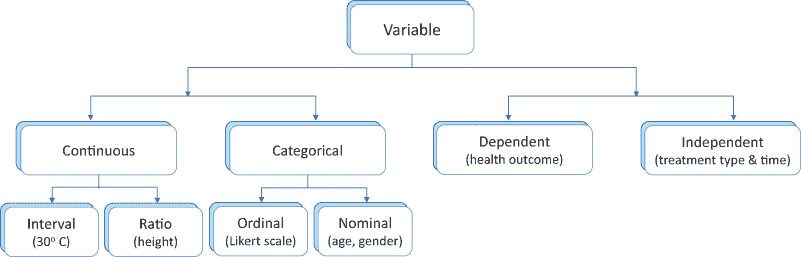 Variable
Continuous
Categorical
Dependent
(health outcome)
Independent
(treatment type & time)
Interval
(30° C)
Ratio
(height)
Ordinal
(Likert scale)
Nominal
(age, gender)